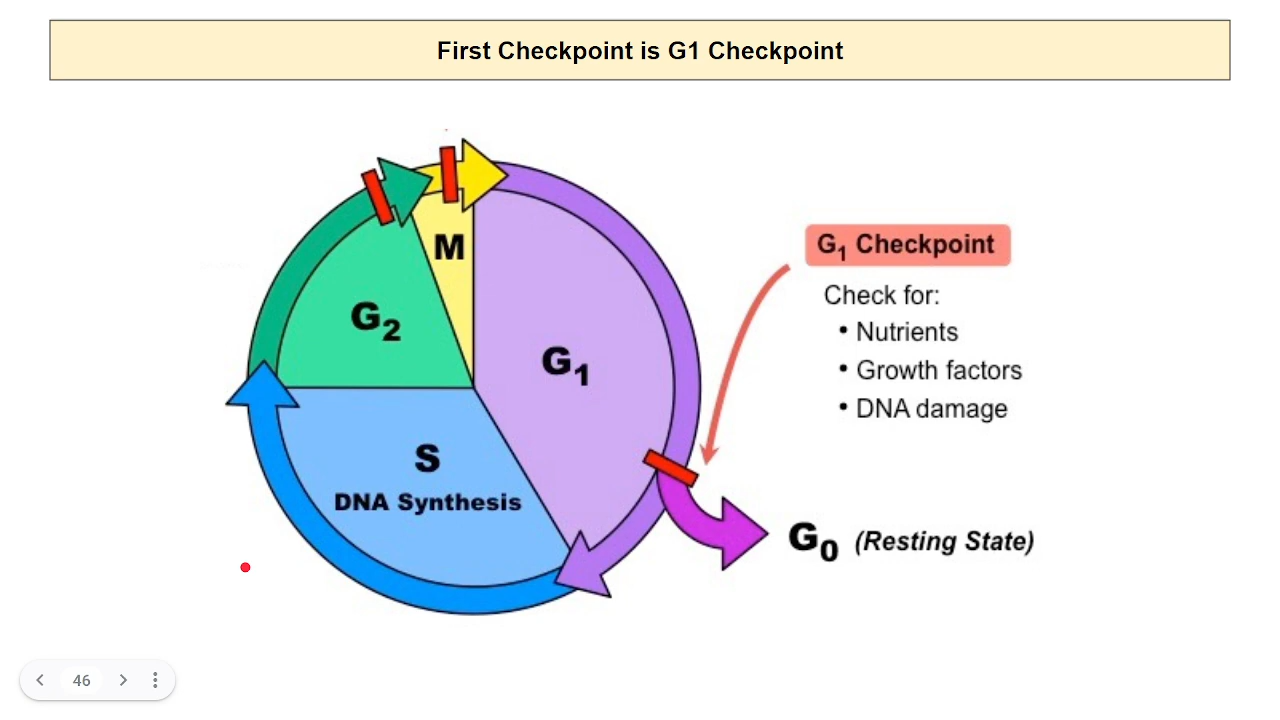 First Checkpoint is G1 Checkpoint
M
G₂
G₁
S
DNA Synthesis
G₁ Checkpoint
Check for:
• Nutrients
• Growth factors
• DNA damage
G₀ (Resting State)
46